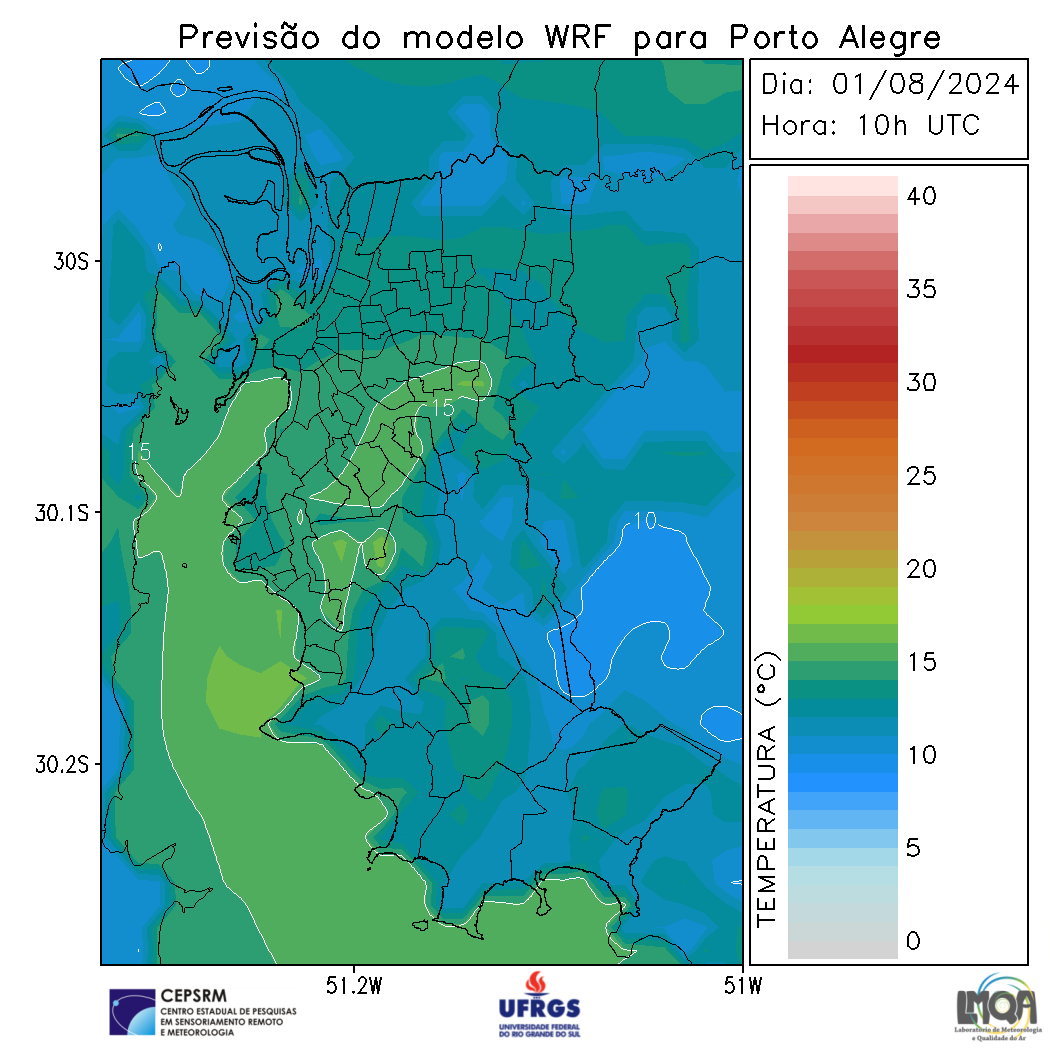 Previsão do modelo WRF para Porto Alegre
Dia: 01/08/2024
Hora: 10h UTC
40
35
30
25
20
15
10
5
0
TEMPERATURA (°C)
30S
30.1S
30.2S
51.2W
51W
15
15
10
CEPSRM
CENTRO ESTADUAL DE PESQUISAS
EM SENSORIAMENTO REMOTO
E METEOROLOGIA
UFRGS
UNIVERSIDADE FEDERAL
DO RIO GRANDE DO SUL
LMQA
Laboratório de Meteorologia
e Qualidade do Ar